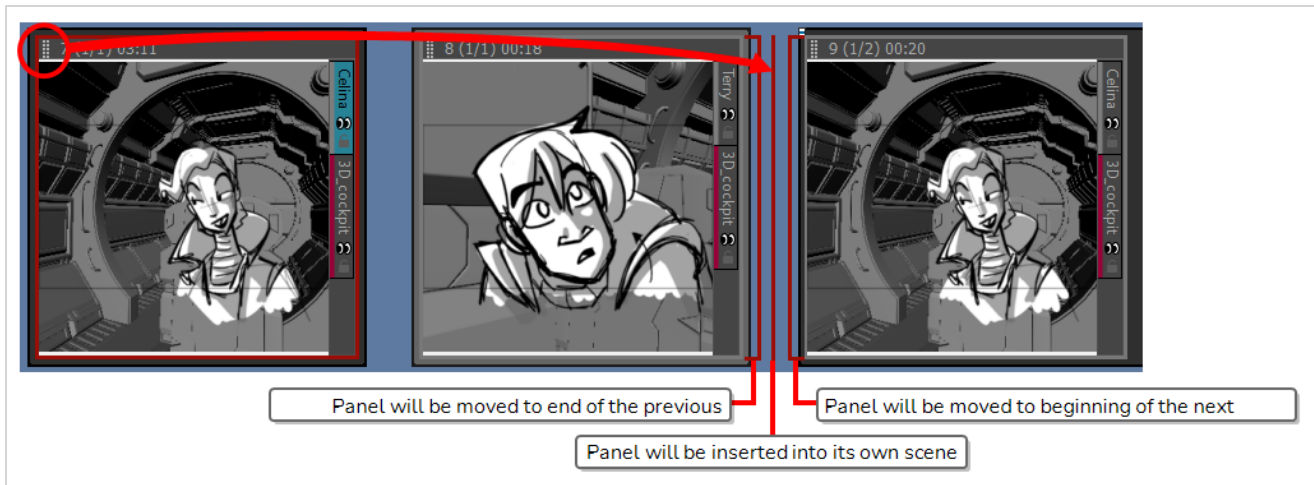 7 (1/1) 03:11
8 (1/1) 00:18
9 (1/2) 00:20
Celina
3D_cockpit
Terry
3D_cockpit
Celina
3D_cockpit
Panel will be moved to end of the previous
Panel will be moved to beginning of the next
Panel will be inserted into its own scene